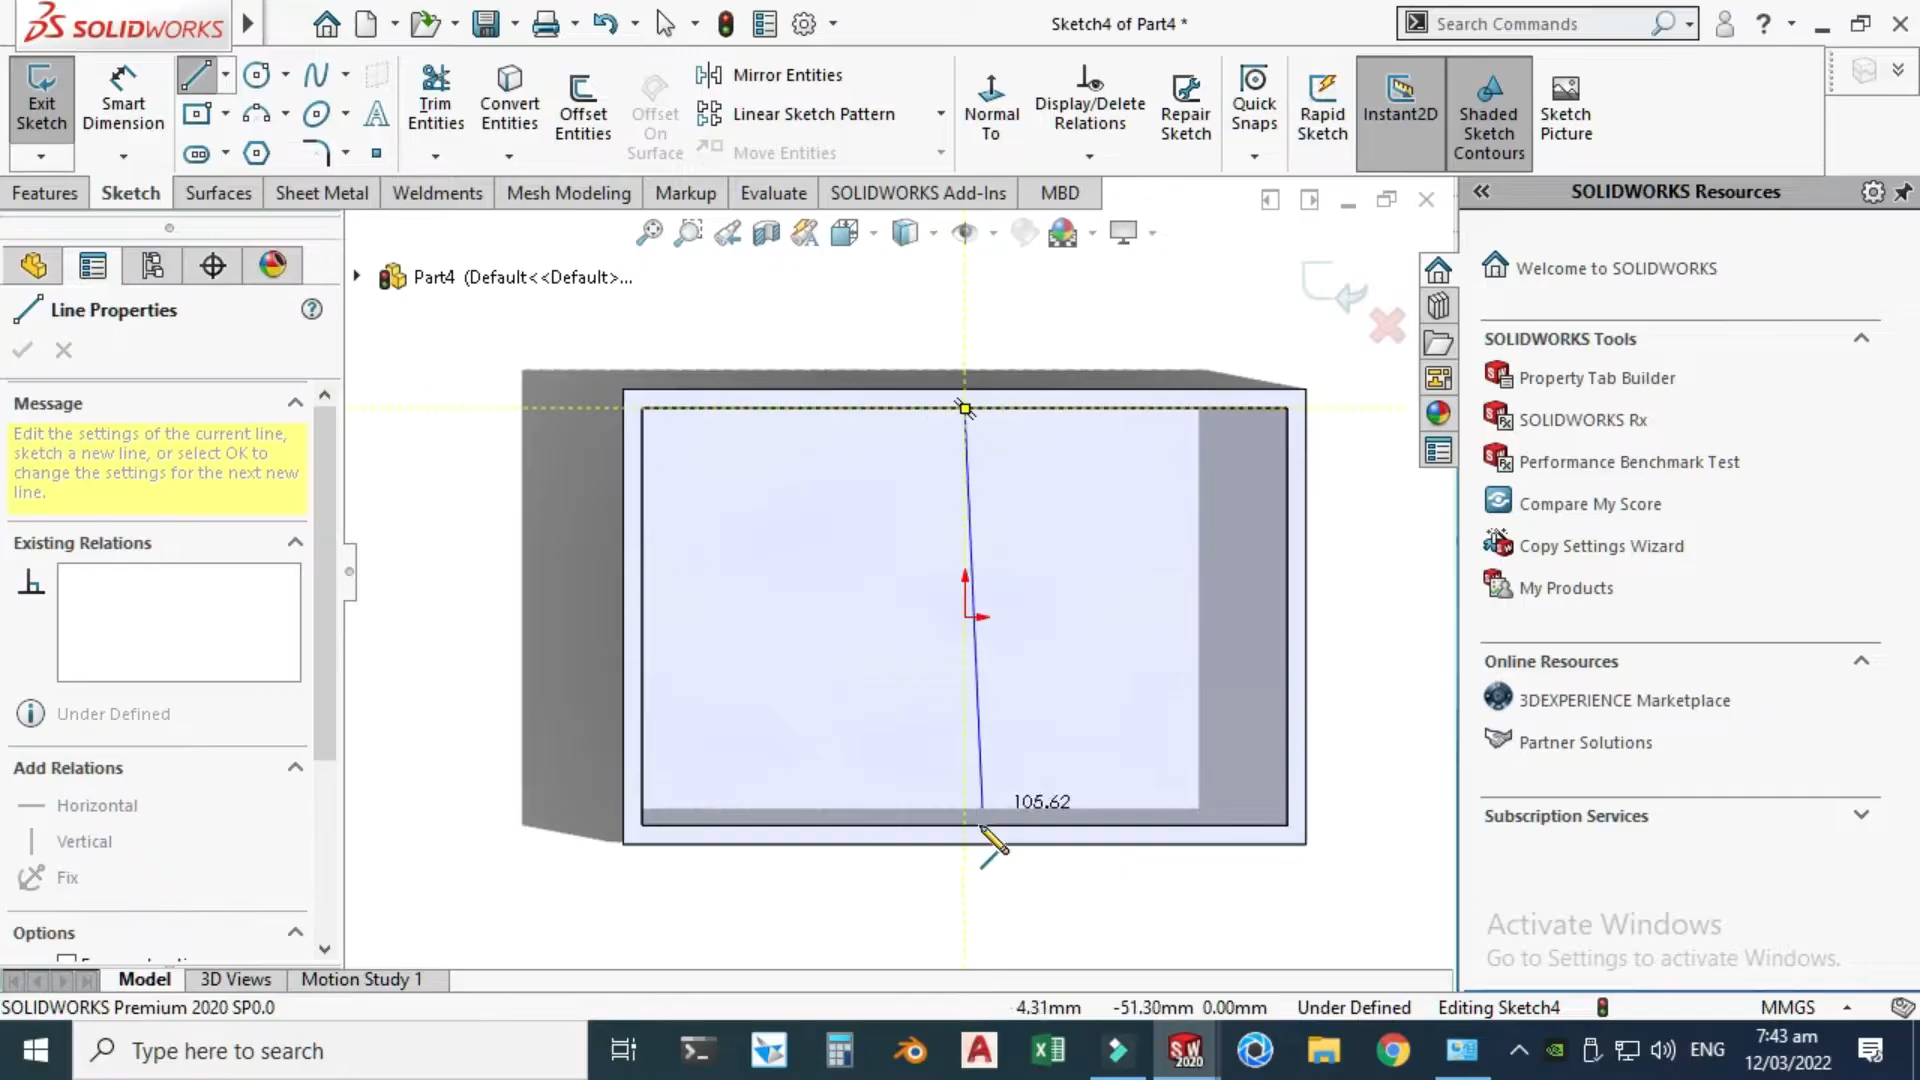 SOLIDWORKS
Sketch4 of Part4 *
Search Commands
?
Exit Sketch
Smart Dimension
Trim Entities
Convert Entities
Offset Entities
Offset On Surface
Mirror Entities
Linear Sketch Pattern
Move Entities
Normal To
Display/Delete Relations
Repair Sketch
Quick Snaps
Rapid Sketch
Instant2D
Shaded Sketch Contours
Sketch Picture
Features
Sketch
Surfaces
Sheet Metal
Weldments
Mesh Modeling
Markup
Evaluate
SOLIDWORKS Add-Ins
MBD
SOLIDWORKS Resources
Part4 (Default<<Default>...
Line Properties
Message
Edit the settings of the current line,
sketch a new line, or select OK to
change the settings for the next new
line.
Existing Relations
Under Defined
Add Relations
Horizontal
Vertical
Fix
Options
105.62
Welcome to SOLIDWORKS
SOLIDWORKS Tools
Property Tab Builder
SOLIDWORKS Rx
Performance Benchmark Test
Compare My Score
Copy Settings Wizard
My Products
Online Resources
3DEXPERIENCE Marketplace
Partner Solutions
Subscription Services
Activate Windows
Go to Settings to activate Windows.
Model
3D Views
Motion Study 1
SOLIDWORKS Premium 2020 SP0.0
4.31mm
-51.30mm 0.00mm
Under Defined
Editing Sketch4
MMGS
Type here to search
SW
2020
ENG
7:43 am
12/03/2022